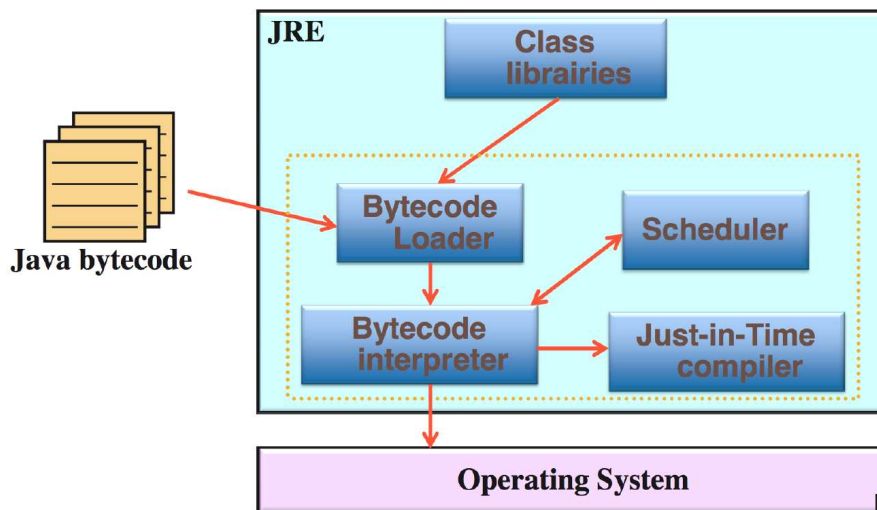 JRE
Class
librairies
Java bytecode
Bytecode
Loader
Scheduler
Bytecode
interpreter
Just-in-Time
compiler
Operating System